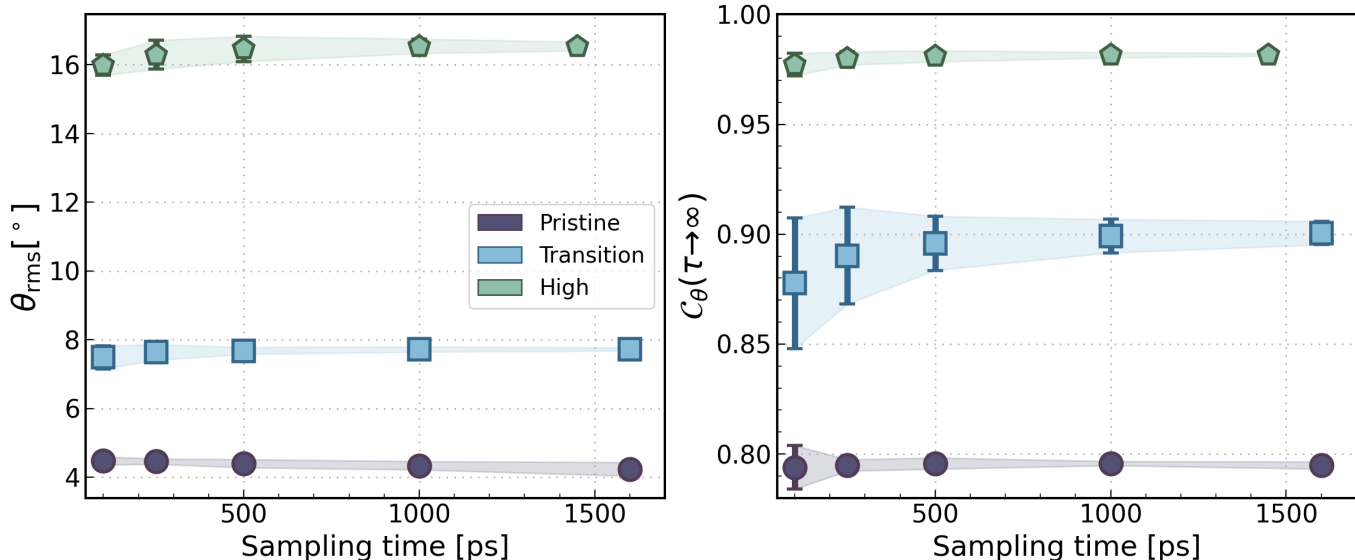 16
14
12
10
8
6
4
θrms[°]
Pristine
Transition
High
500
1000
1500
Sampling time [ps]
1.00
0.95
0.90
0.85
0.80
𝒞θ(τ→∞)
500
1000
1500
Sampling time [ps]